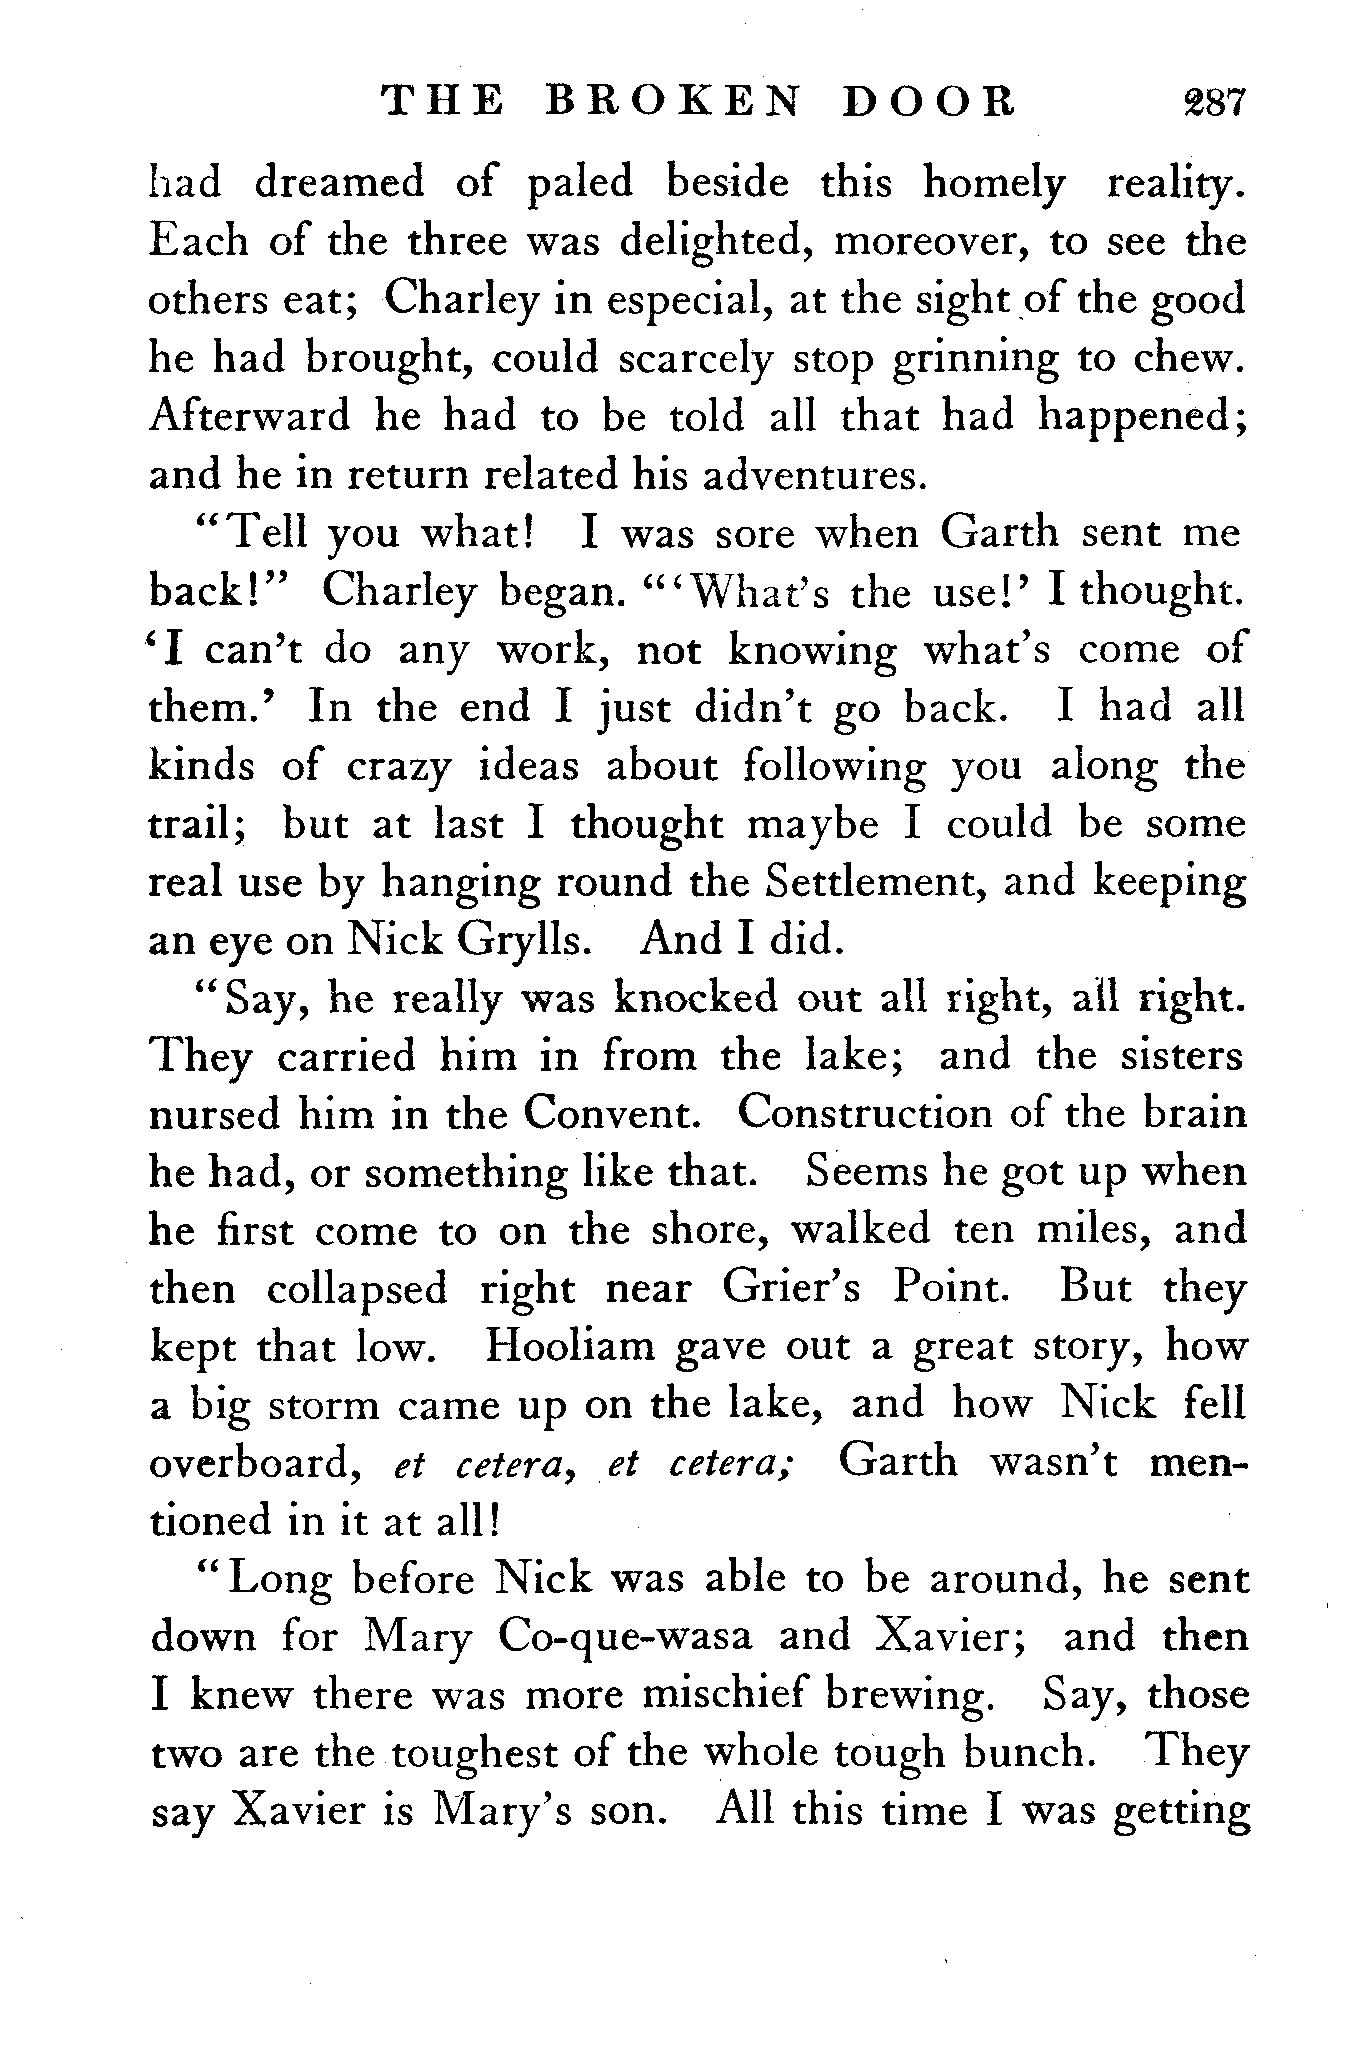 THE BROKEN DOOR 287
had dreamed of paled beside this homely reality.
Each of the three was delighted, moreover, to see the
others eat; Charley in especial, at the sight of the good
he had brought, could scarcely stop grinning to chew.
Afterward he had to be told all that had happened;
and he in return related his adventures.
“Tell you what! I was sore when Garth sent me
back!” Charley began. “‘What’s the use!’ I thought.
‘I can’t do any work, not knowing what’s come of
them.’ In the end I just didn’t go back. I had all
kinds of crazy ideas about following you along the
trail; but at last I thought maybe I could be some
real use by hanging round the Settlement, and keeping
an eye on Nick Grylls. And I did.
“Say, he really was knocked out all right, all right.
They carried him in from the lake; and the sisters
nursed him in the Convent. Construction of the brain
he had, or something like that. Seems he got up when
he first come to on the shore, walked ten miles, and
then collapsed right near Grier’s Point. But they
kept that low. Hooliam gave out a great story, how
a big storm came up on the lake, and how Nick fell
overboard, et cetera, et cetera; Garth wasn’t men-
tioned in it at all!
“Long before Nick was able to be around, he sent
down for Mary Co-que-wasa and Xavier; and then
I knew there was more mischief brewing. Say, those
two are the toughest of the whole tough bunch. They
say Xavier is Mary’s son. All this time I was getting